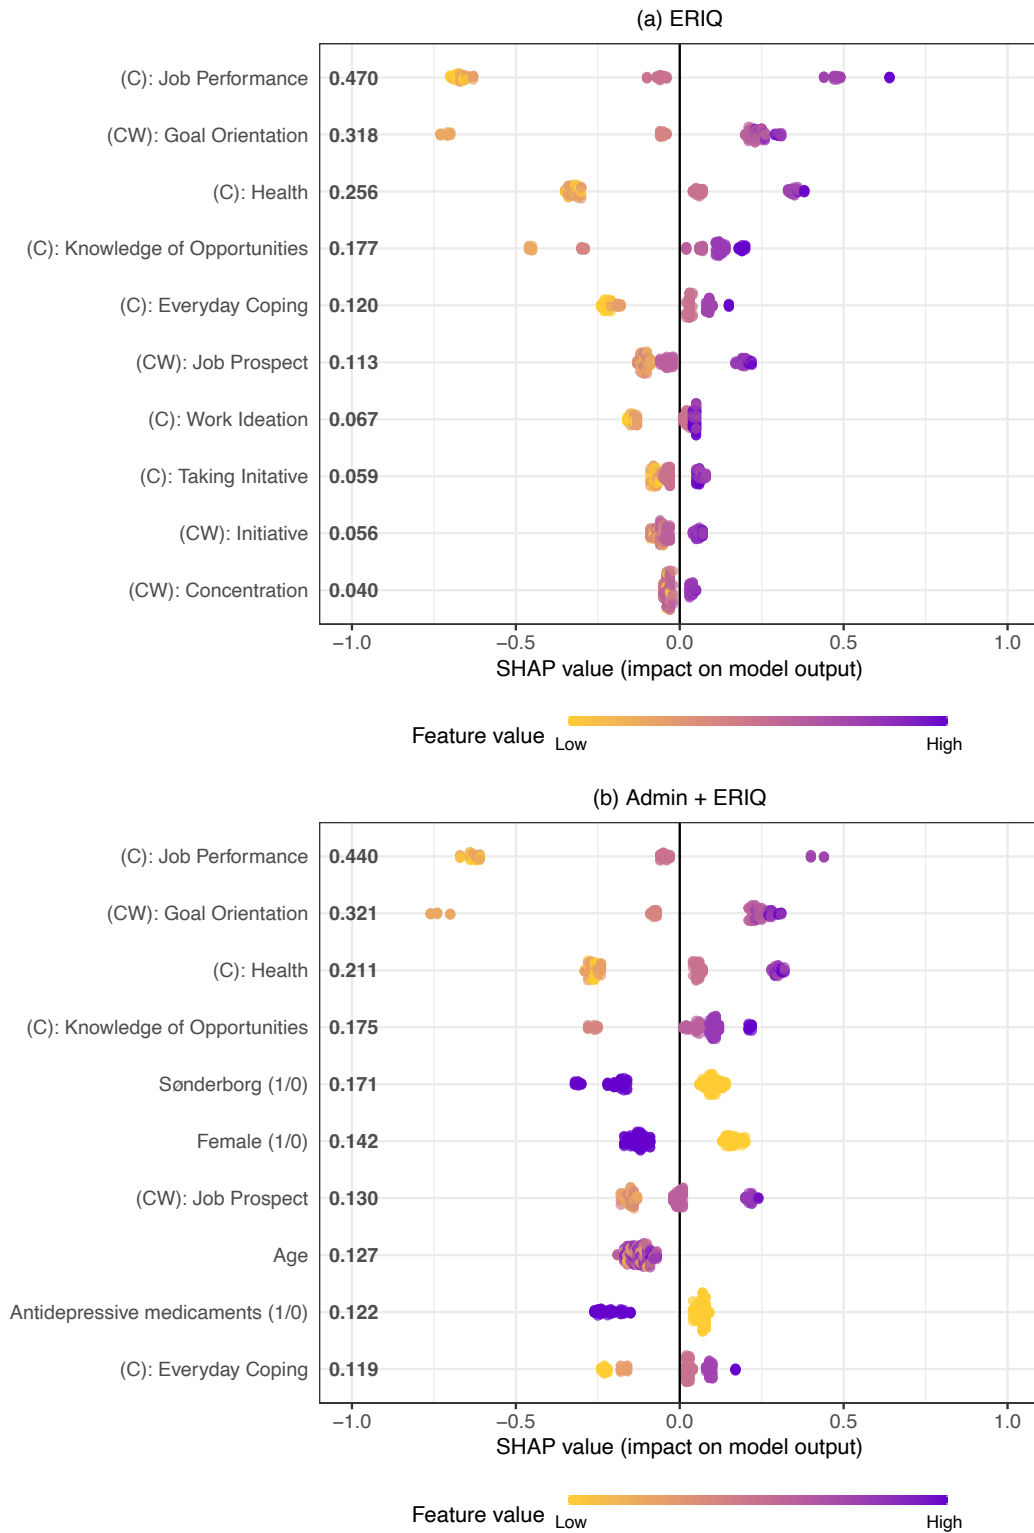 (a) ERIQ
(C): Job Performance 0.470
(CW): Goal Orientation 0.318
(C): Health 0.256
(C): Knowledge of Opportunities 0.177
(C): Everyday Coping 0.120
(CW): Job Prospect 0.113
(C): Work Ideation 0.067
(C): Taking Initative 0.059
(CW): Initiative 0.056
(CW): Concentration 0.040
−1.0 −0.5 0.0 0.5 1.0
SHAP value (impact on model output)
Feature value Low High
(b) Admin + ERIQ
(C): Job Performance 0.440
(CW): Goal Orientation 0.321
(C): Health 0.211
(C): Knowledge of Opportunities 0.175
Sønderborg (1/0) 0.171
Female (1/0) 0.142
(CW): Job Prospect 0.130
Age 0.127
Antidepressive medicaments (1/0) 0.122
(C): Everyday Coping 0.119
−1.0 −0.5 0.0 0.5 1.0
SHAP value (impact on model output)
Feature value Low High